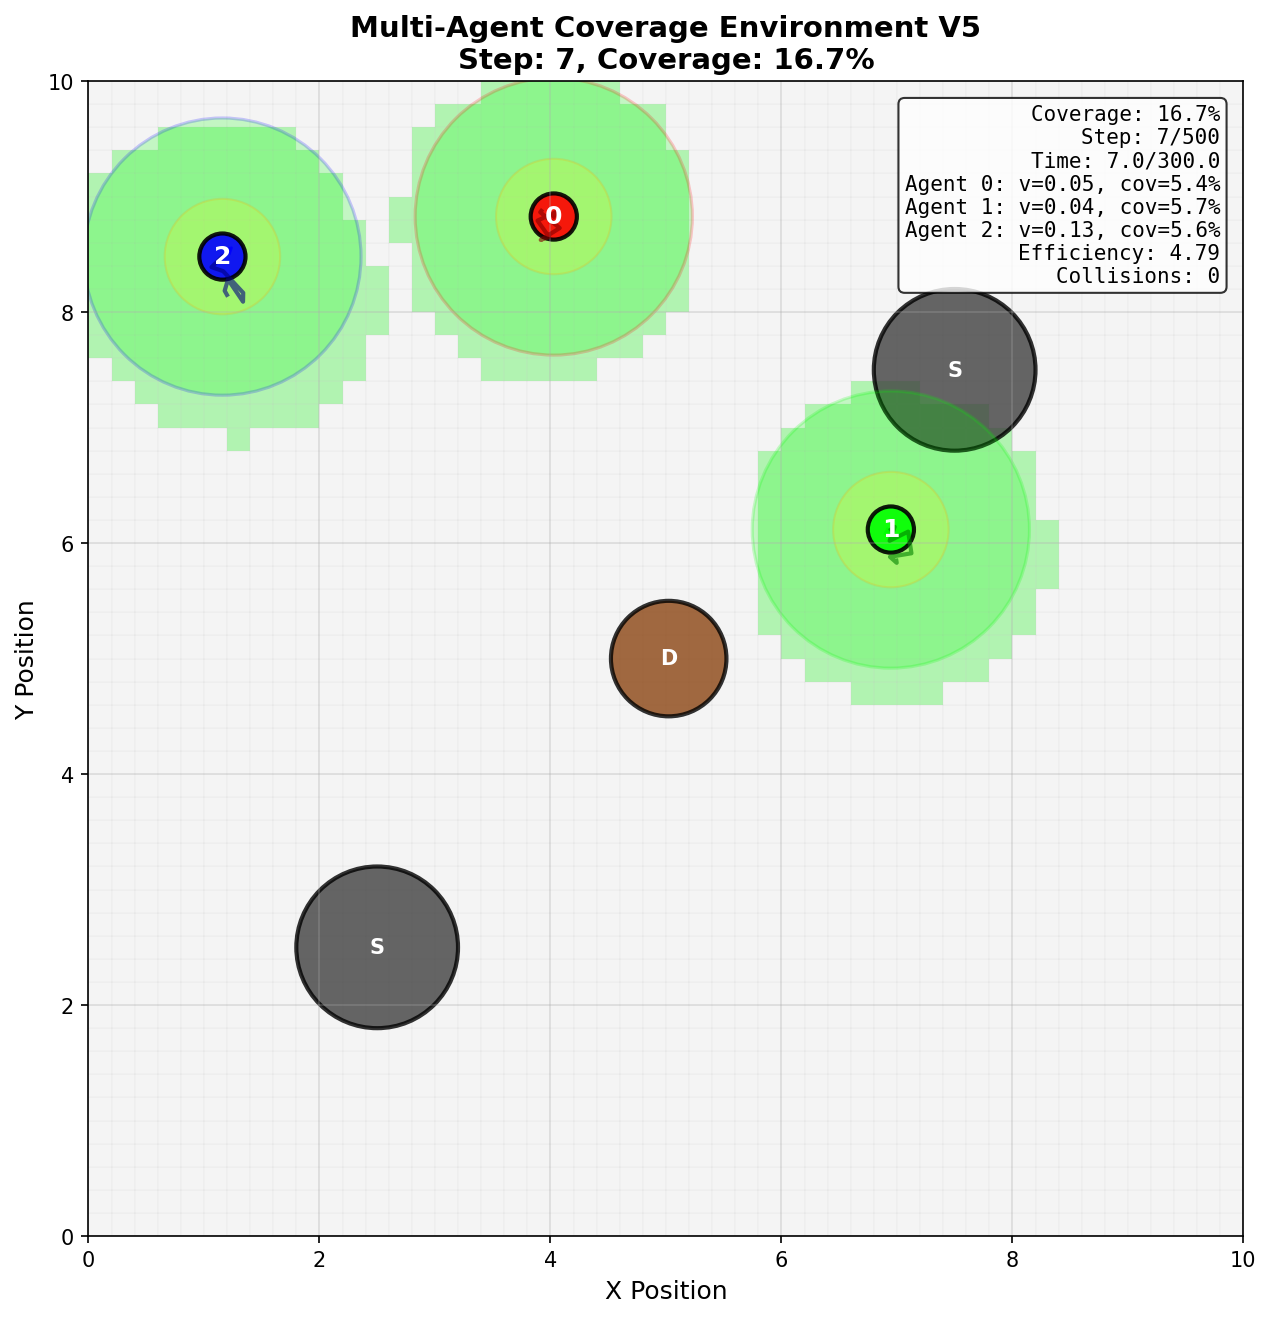 Multi-Agent Coverage Environment V5
Step: 7, Coverage: 16.7%
Coverage: 16.7%
Step: 7/500
Time: 7.0/300.0
Agent 0: v=0.05, cov=5.4%
Agent 1: v=0.04, cov=5.7%
Agent 2: v=0.13, cov=5.6%
Efficiency: 4.79
Collisions: 0
10
8
6
4
2
0
Y Position
2
0
S
1
D
S
0
2
4
6
8
10
X Position